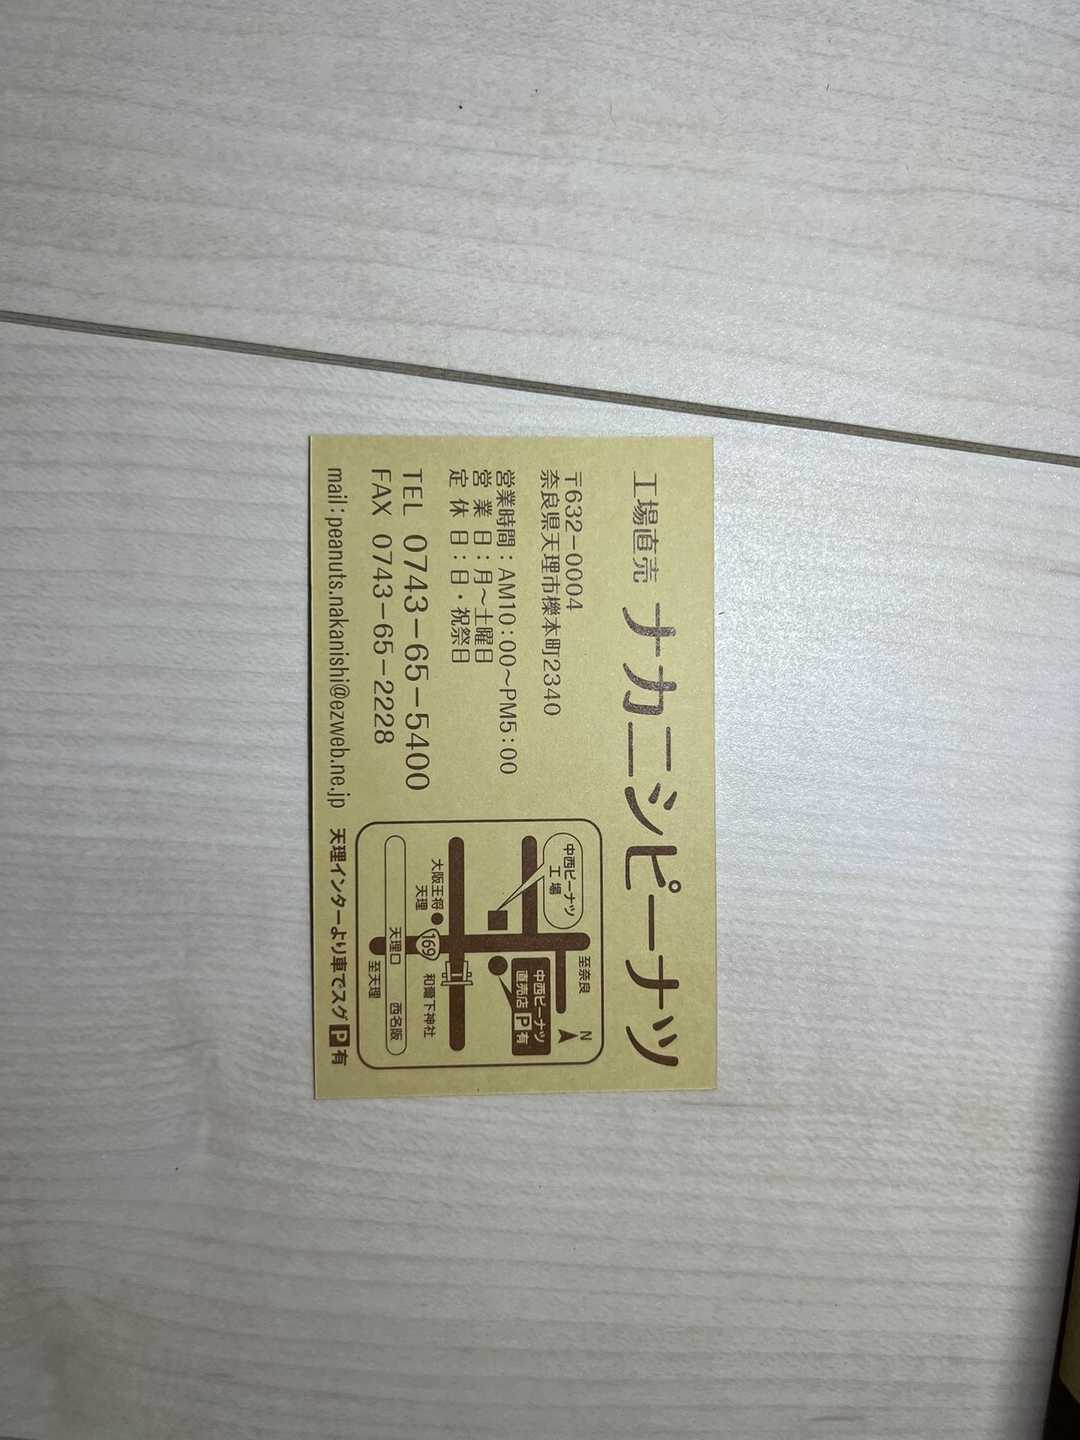 工場直売 ナカニシピーナツ
〒632-0004
奈良県天理市櫟本町2340
営業時間：AM10：00〜PM5：00
営業日：月〜土曜日
定休日：日・祝祭日
TEL 0743-65-5400
FAX 0743-65-2228
mail：peanuts.nakanishi@ezweb.ne.jp
天理インターより車でスグ P有
至奈良
N
中西ピーナツ
工場
中西ピーナツ
直売店 P有
大阪王将
天理
169
和爾下神社
天理口
西名阪
至天理